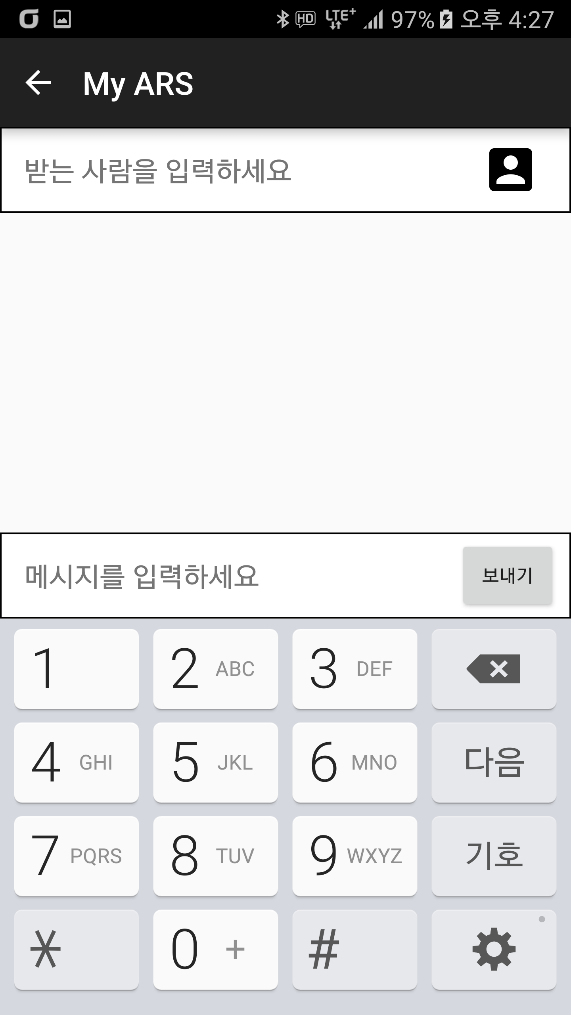 HD LTE+ 97% 오후 4:27
My ARS
받는 사람을 입력하세요
메시지를 입력하세요 보내기
1 2 ABC 3 DEF
4 GHI 5 JKL 6 MNO 다음
7 PQRS 8 TUV 9 WXYZ 기호
* 0 + #